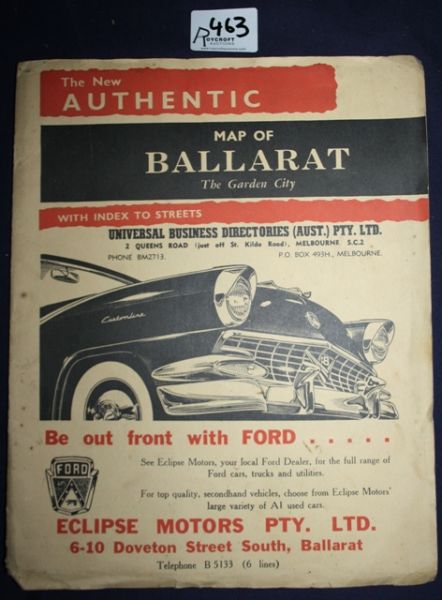 463
ROYCROFT
AUCTIONS
The New
AUTHENTIC
MAP OF
BALLARAT
The Garden City
WITH INDEX TO STREETS
UNIVERSAL BUSINESS DIRECTORIES (AUST.) PTY. LTD.
2 QUEENS ROAD (just off St. Kilda Road), MELBOURNE S.C.2
PHONE BM2713.
P.O. BOX 493H., MELBOURNE.
Customline
8
Be out front with FORD . . . . .
FORD
See Eclipse Motors, your local Ford Dealer, for the full range of
Ford cars, trucks and utilities.
For top quality, secondhand vehicles, choose from Eclipse Motors'
large variety of A1 used cars.
ECLIPSE MOTORS PTY. LTD.
6-10 Doveton Street South, Ballarat
Telephone B 5133 (6 lines)